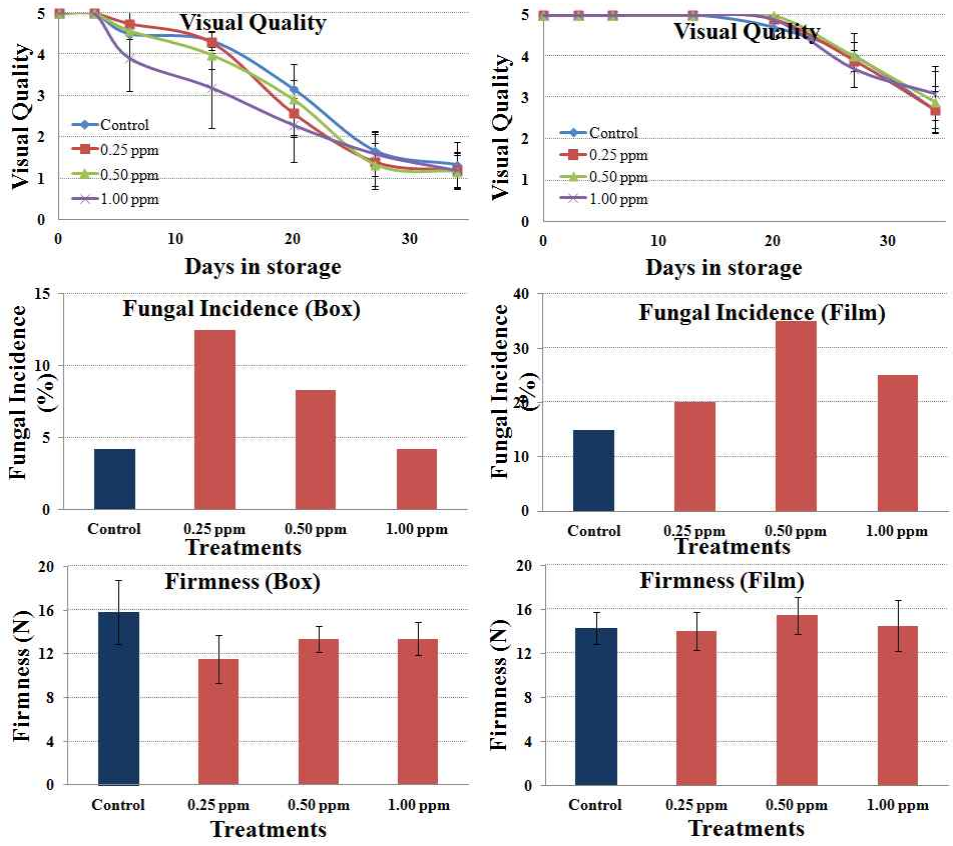 Visual Quality
Visual Quality
5
4
3
2
1
0
Control
0.25 ppm
0.50 ppm
1.00 ppm
0 10 20 30
Days in storage
Visual Quality
Visual Quality
5
4
3
2
1
0
Control
0.25 ppm
0.50 ppm
1.00 ppm
0 10 20 30
Days in storage
Fungal Incidence (Box)
Fungal Incidence
(%)
15
10
5
0
Control 0.25 ppm 0.50 ppm 1.00 ppm
Treatments
Fungal Incidence (Film)
Fungal Incidence
(%)
40
30
20
10
0
Control 0.25 ppm 0.50 ppm 1.00 ppm
Treatments
Firmness (Box)
Firmness (N)
20
16
12
8
4
0
Control 0.25 ppm 0.50 ppm 1.00 ppm
Treatments
Firmness (Film)
Firmness (N)
20
16
12
8
4
0
Control 0.25 ppm 0.50 ppm 1.00 ppm
Treatments